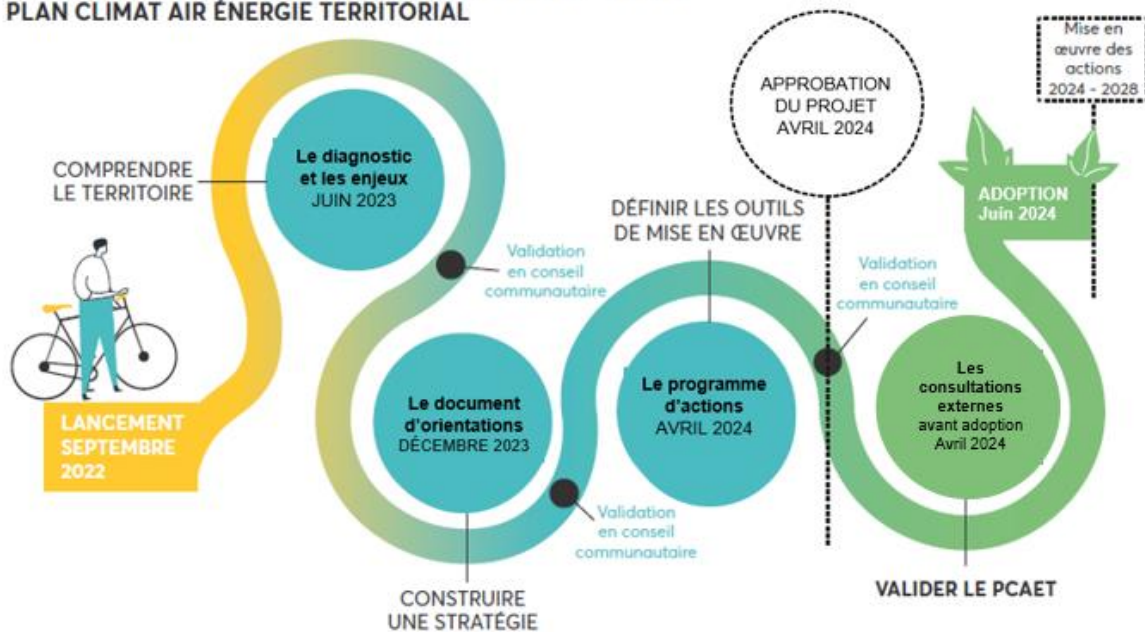 PLAN CLIMAT AIR ÉNERGIE TERRITORIAL
LANCEMENT
SEPTEMBRE
2022
COMPRENDRE
LE TERRITOIRE
Le diagnostic
et les enjeux
JUIN 2023
Validation
en conseil
communautaire
Le document
d'orientations
DÉCEMBRE 2023
CONSTRUIRE
UNE STRATÉGIE
Validation
en conseil
communautaire
DÉFINIR LES OUTILS
DE MISE EN ŒUVRE
Le programme
d'actions
AVRIL 2024
APPROBATION
DU PROJET
AVRIL 2024
Validation
en conseil
communautaire
Les
consultations
externes
avant adoption
Avril 2024
VALIDER LE PCAET
ADOPTION
Juin 2024
Mise en
œuvre des
actions
2024 - 2028